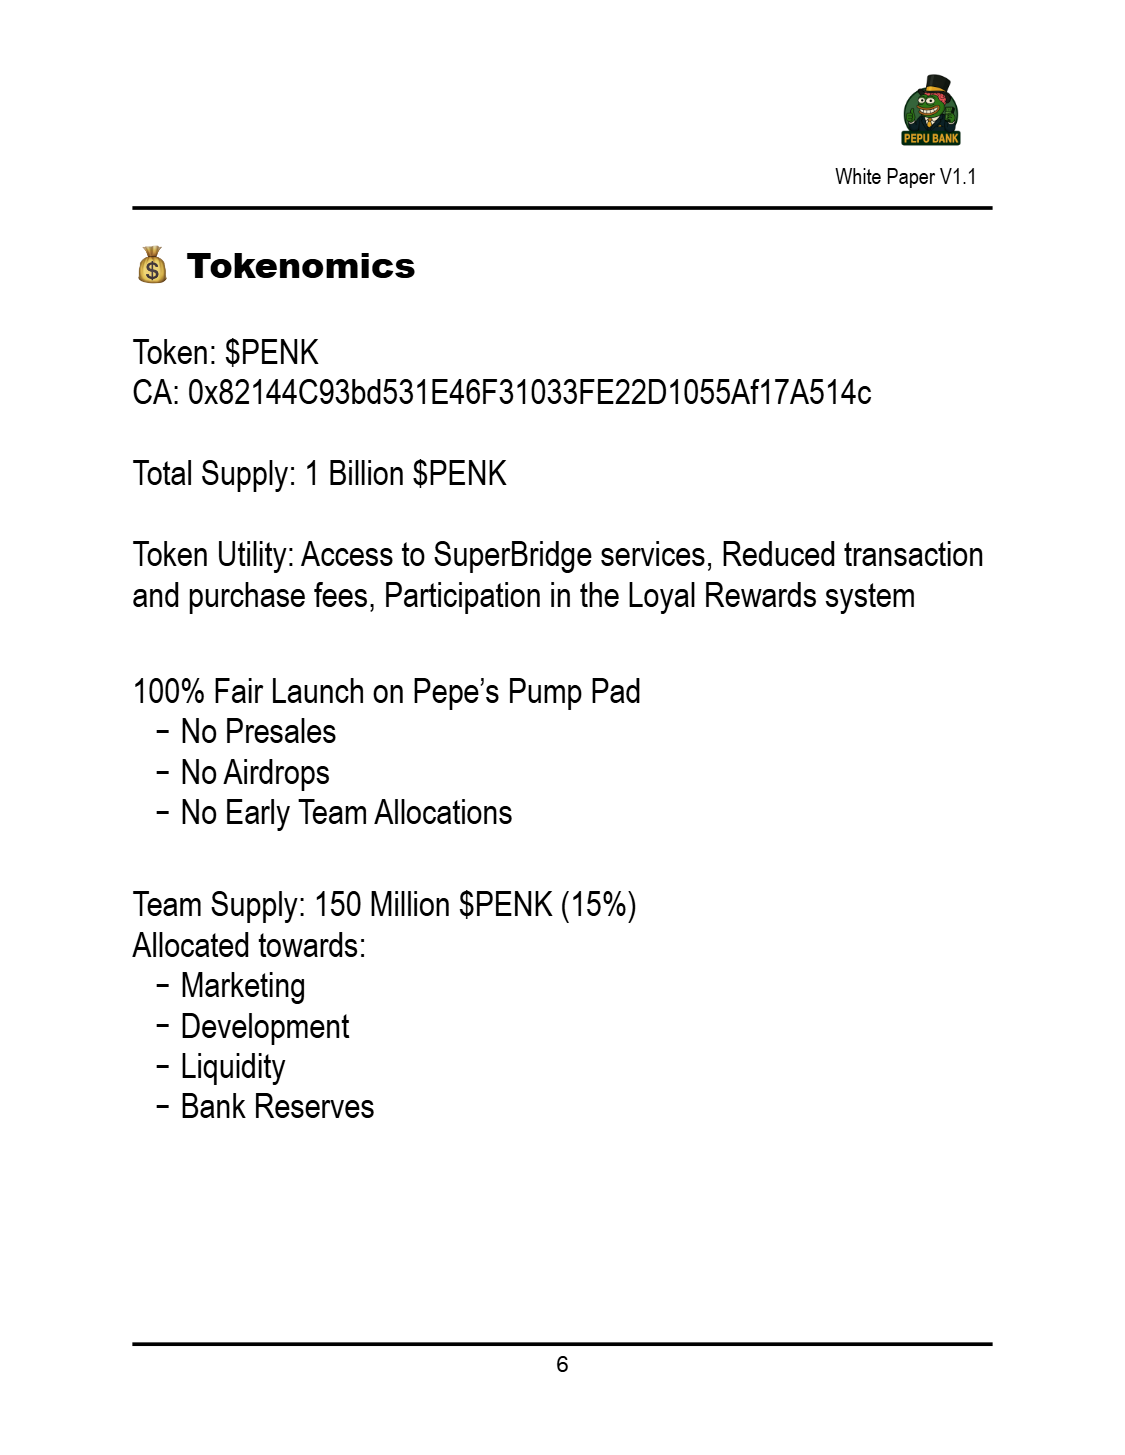 PEPU BANK
White Paper V1.1
Tokenomics
Token: $PENK
CA: 0x82144C93bd531E46F31033FE22D1055Af17A514c
Total Supply: 1 Billion $PENK
Token Utility: Access to SuperBridge services, Reduced transaction
and purchase fees, Participation in the Loyal Rewards system
100% Fair Launch on Pepe’s Pump Pad
− No Presales
− No Airdrops
− No Early Team Allocations
Team Supply: 150 Million $PENK (15%)
Allocated towards:
− Marketing
− Development
− Liquidity
− Bank Reserves
6